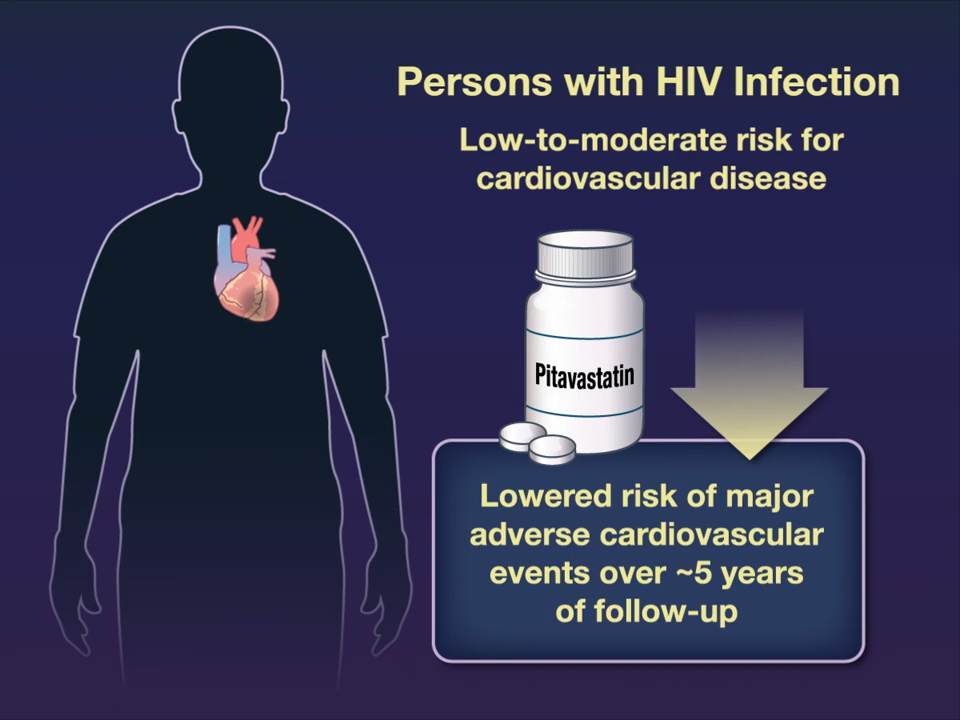 Persons with HIV Infection
Low-to-moderate risk for
cardiovascular disease
Pitavastatin
Lowered risk of major
adverse cardiovascular
events over ~5 years
of follow-up